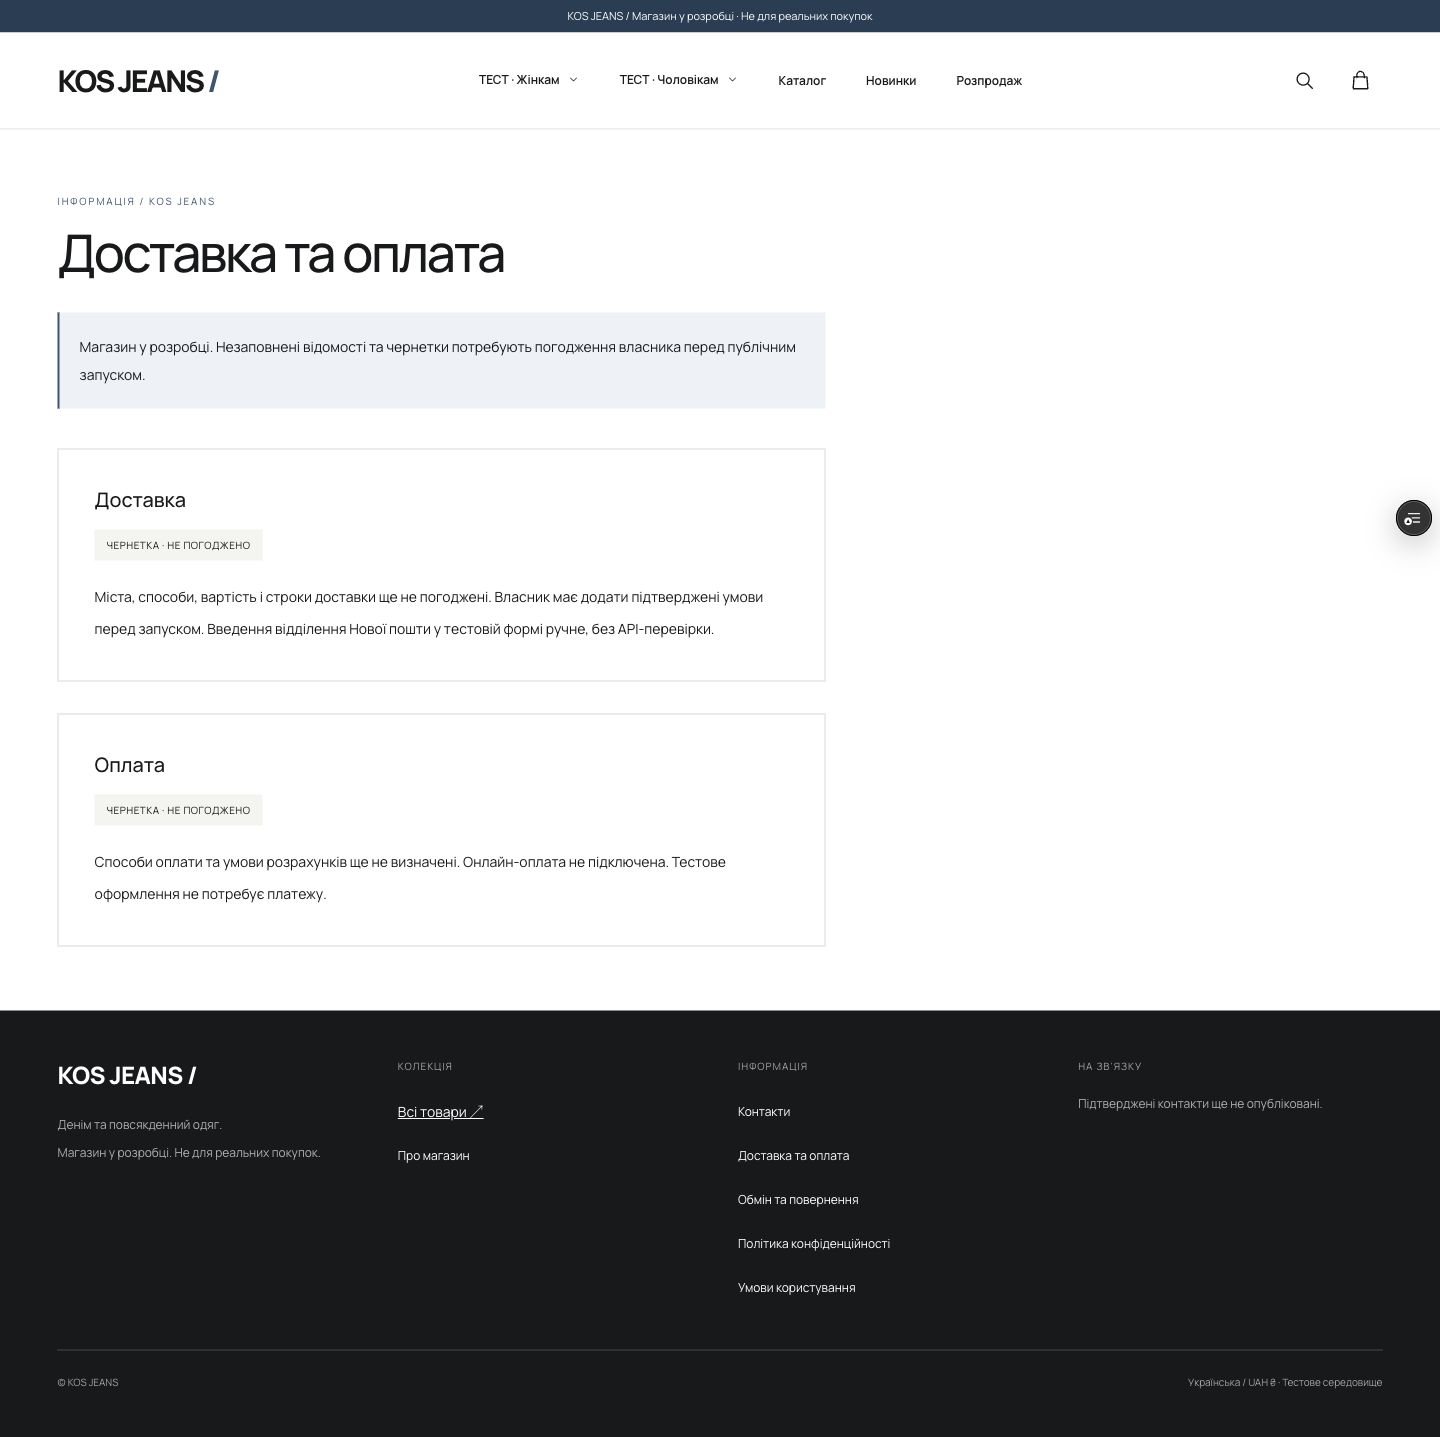 KOS JEANS / Магазин у розробці · Не для реальних покупок
KOS JEANS /
ТЕСТ · Жінкам
ТЕСТ · Чоловікам
Каталог
Новинки
Розпродаж
ІНФОРМАЦІЯ / KOS JEANS
Доставка та оплата
Магазин у розробці. Незаповнені відомості та чернетки потребують погодження власника перед публічним
запуском.
Доставка
ЧЕРНЕТКА · НЕ ПОГОДЖЕНО
Міста, способи, вартість і строки доставки ще не погоджені. Власник має додати підтверджені умови
перед запуском. Введення відділення Нової пошти у тестовій формі ручне, без API-перевірки.
Оплата
ЧЕРНЕТКА · НЕ ПОГОДЖЕНО
Способи оплати та умови розрахунків ще не визначені. Онлайн-оплата не підключена. Тестове
оформлення не потребує платежу.
KOS JEANS /
Денім та повсякденний одяг.
Магазин у розробці. Не для реальних покупок.
КОЛЕКЦІЯ
Всі товари ↗
Про магазин
ІНФОРМАЦІЯ
Контакти
Доставка та оплата
Обмін та повернення
Політика конфіденційності
Умови користування
НА ЗВ'ЯЗКУ
Підтверджені контакти ще не опубліковані.
© KOS JEANS
Українська / UAH ₴ · Тестове середовище